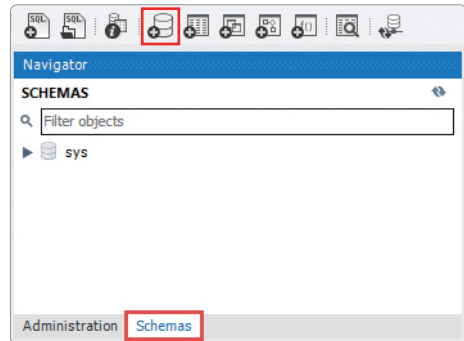 SQL SQL
Navigator
SCHEMAS
Filter objects
sys
Administration Schemas